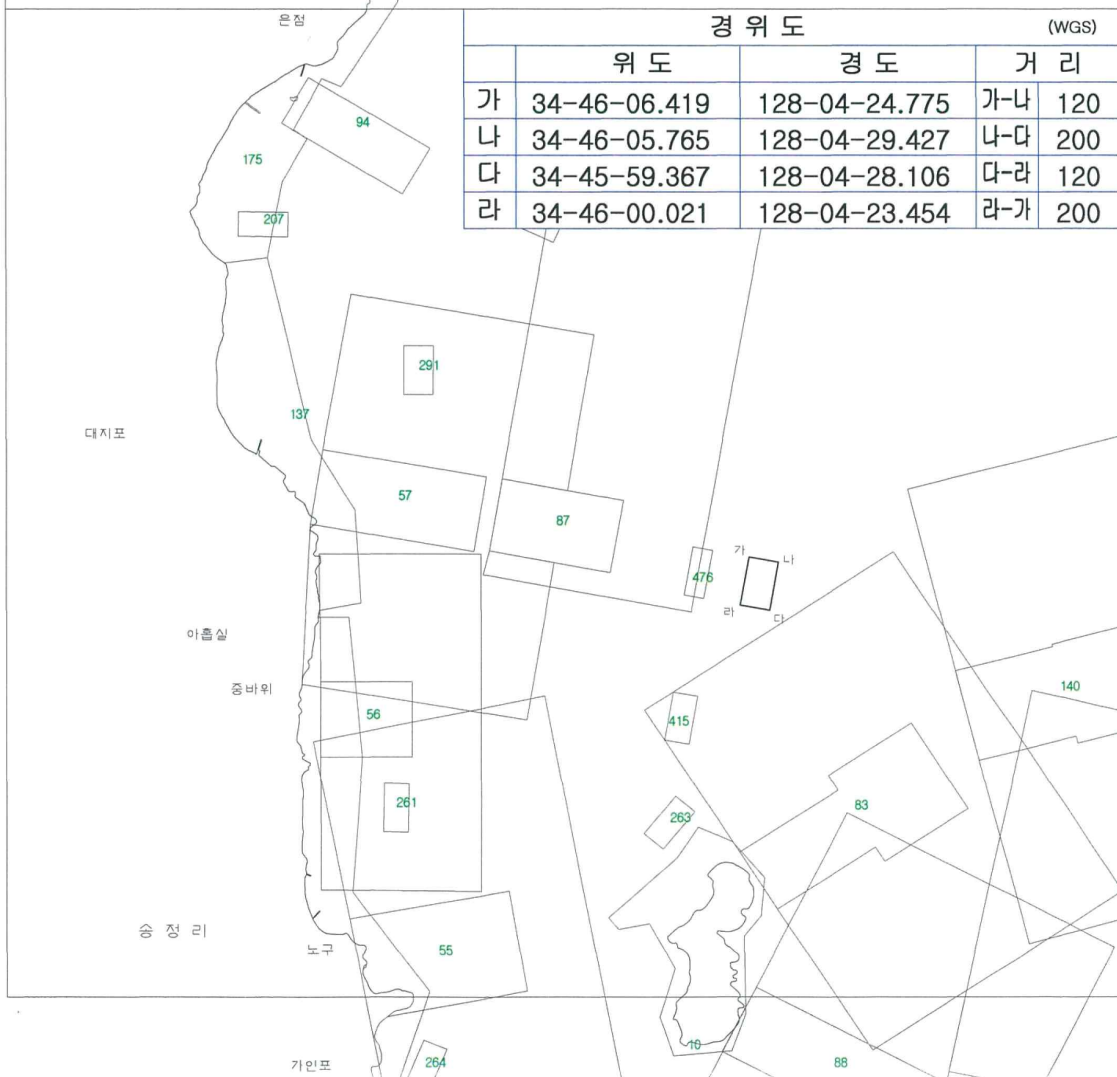 은점
경 위 도 (WGS)
위 도 경 도 거 리
가 34-46-06.419 128-04-24.775 가-나 120
나 34-46-05.765 128-04-29.427 나-다 200
다 34-45-59.367 128-04-28.106 다-라 120
라 34-46-00.021 128-04-23.454 라-가 200
94
175
207
291
137
대지포
57
87
가 나
476
라 다
아홉실
중바위
140
56
415
261
263
83
송 정 리
노구
55
10
가인포
264
88